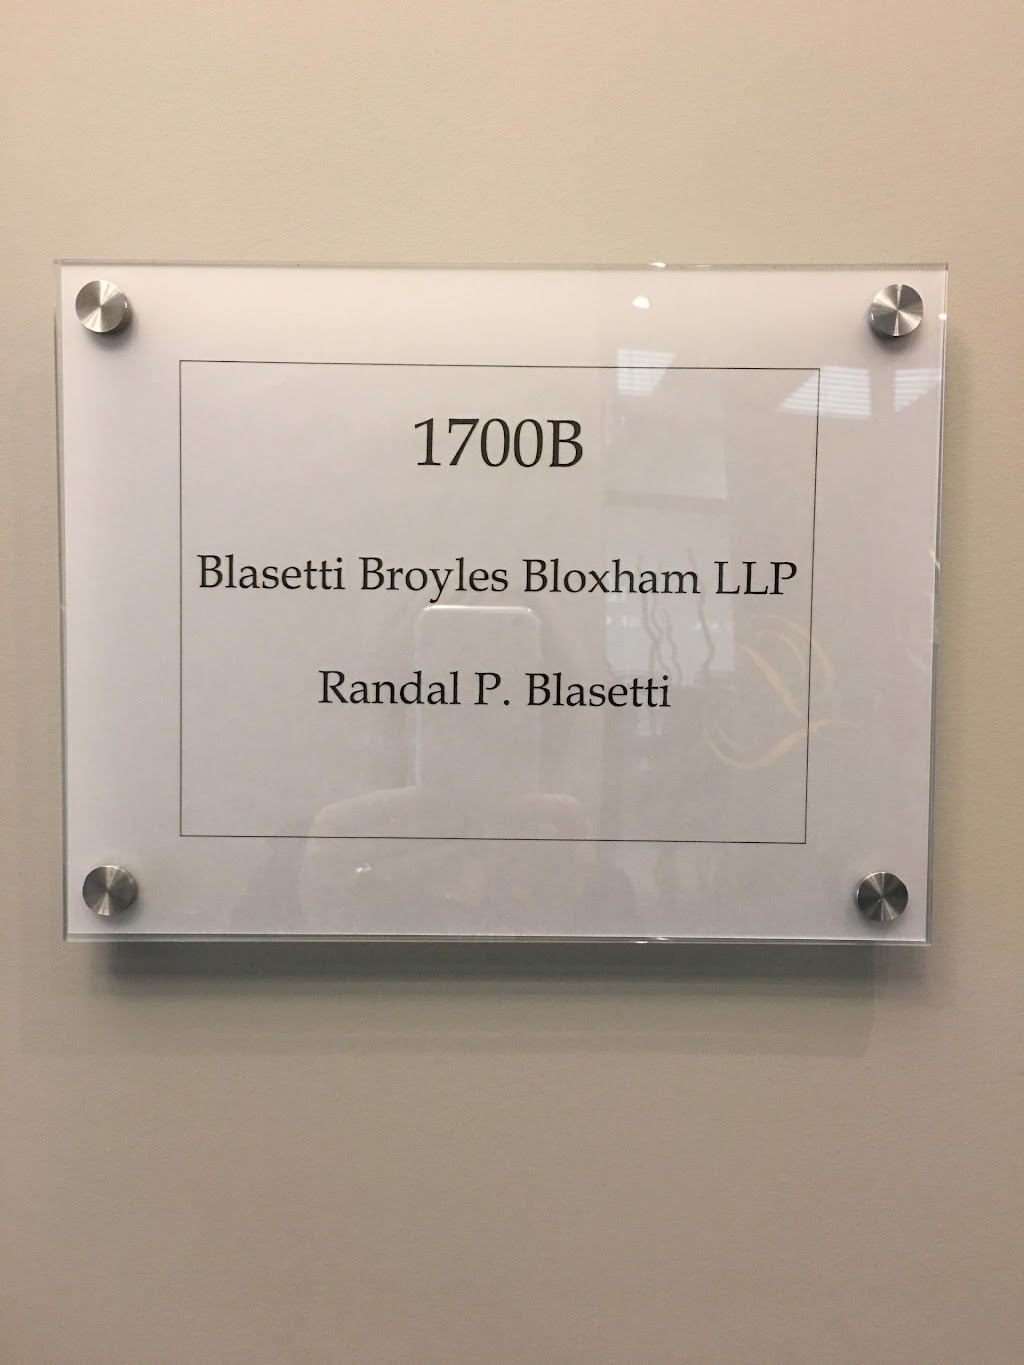 1700B
Blasetti Broyles Bloxham LLP
Randal P. Blasetti